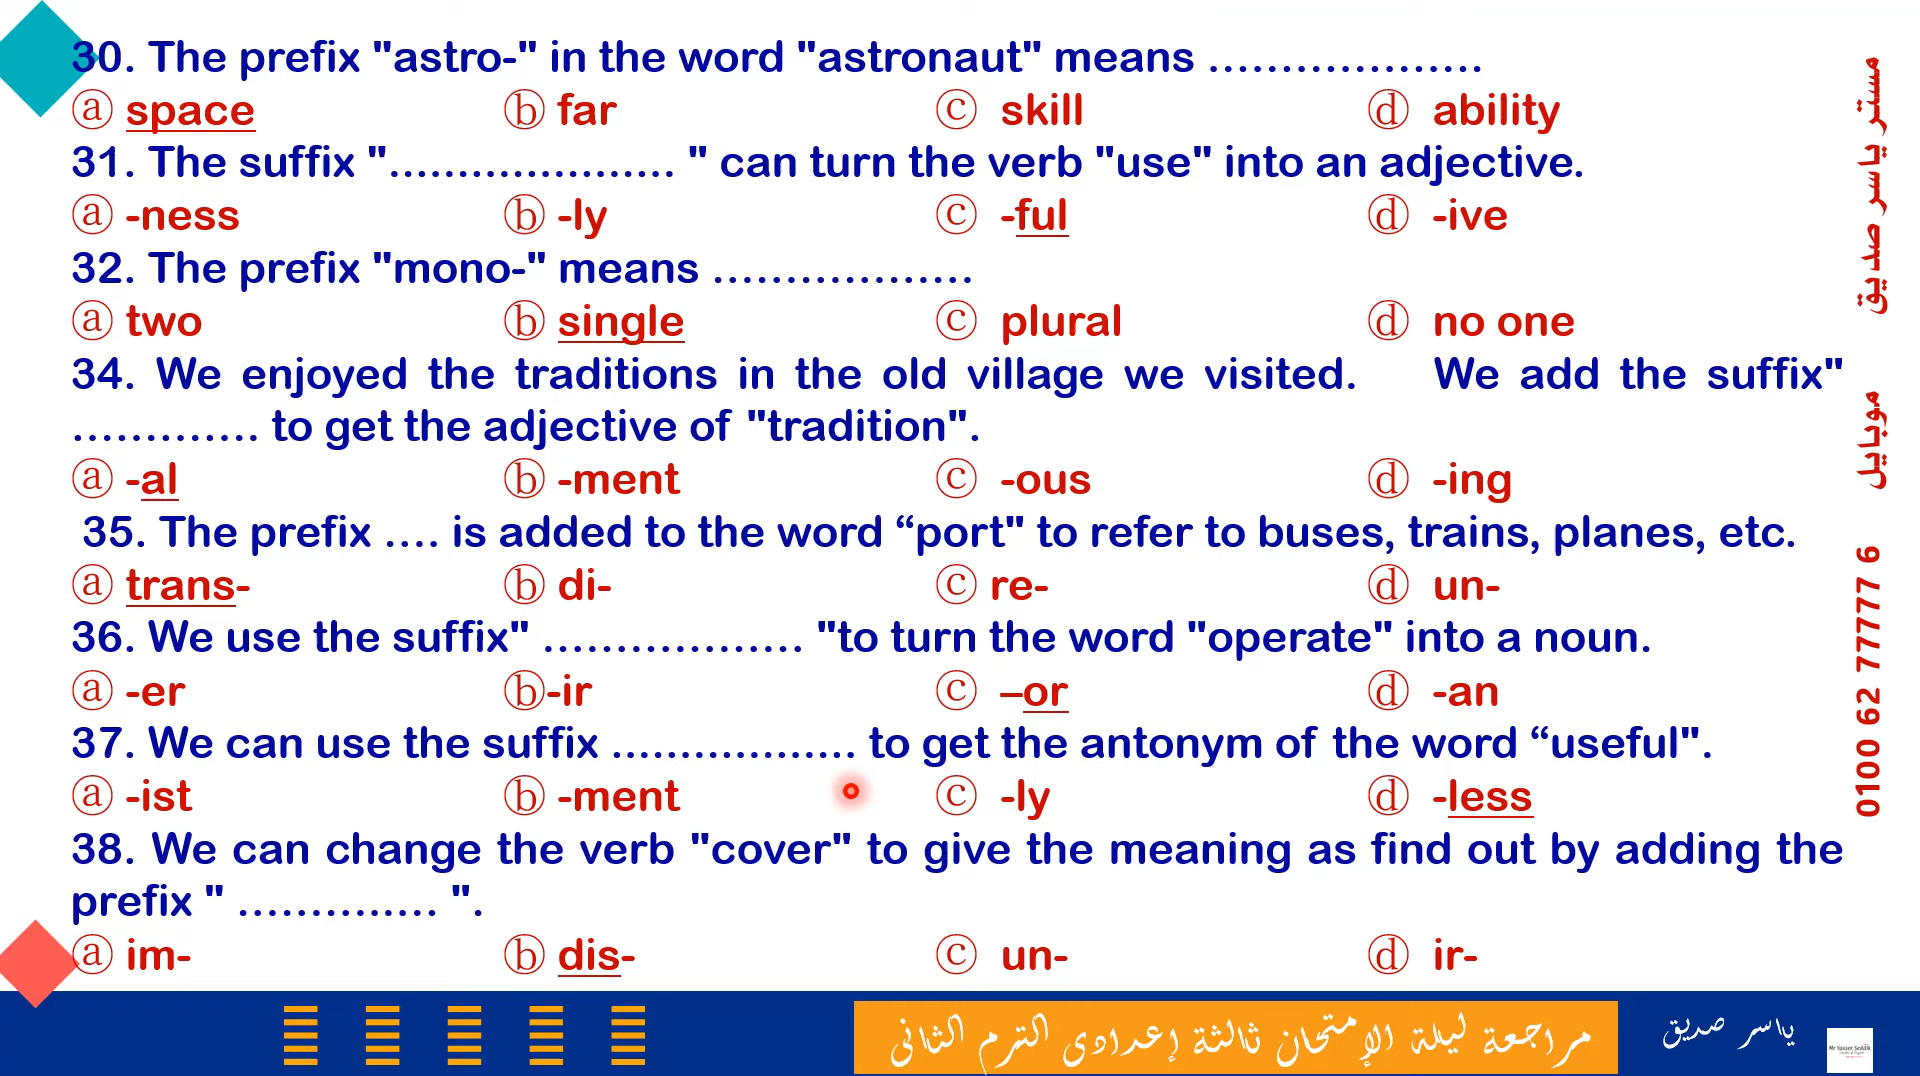 30. The prefix "astro-" in the word "astronaut" means ...................
ⓐ space ⓑ far ⓒ skill ⓓ ability
31. The suffix "..................... " can turn the verb "use" into an adjective.
ⓐ -ness ⓑ -ly ⓒ -ful ⓓ -ive
32. The prefix "mono-" means ..................
ⓐ two ⓑ single ⓒ plural ⓓ no one
34. We enjoyed the traditions in the old village we visited. We add the suffix"
............. to get the adjective of "tradition".
ⓐ -al ⓑ -ment ⓒ -ous ⓓ -ing
35. The prefix .... is added to the word “port" to refer to buses, trains, planes, etc.
ⓐ trans- ⓑ di- ⓒ re- ⓓ un-
36. We use the suffix" .................. "to turn the word "operate" into a noun.
ⓐ -er ⓑ-ir ⓒ –or ⓓ -an
37. We can use the suffix .................. to get the antonym of the word “useful".
ⓐ -ist ⓑ -ment ⓒ -ly ⓓ -less
38. We can change the verb "cover" to give the meaning as find out by adding the
prefix " .............. ".
ⓐ im- ⓑ dis- ⓒ un- ⓓ ir-
مستر ياسر صديق موبايل 0100 62 77777 6
مراجعة ليلة الإمتحان ثالثة إعدادى الترم الثانى
ياسر صديق
Mr Yasser Seddik